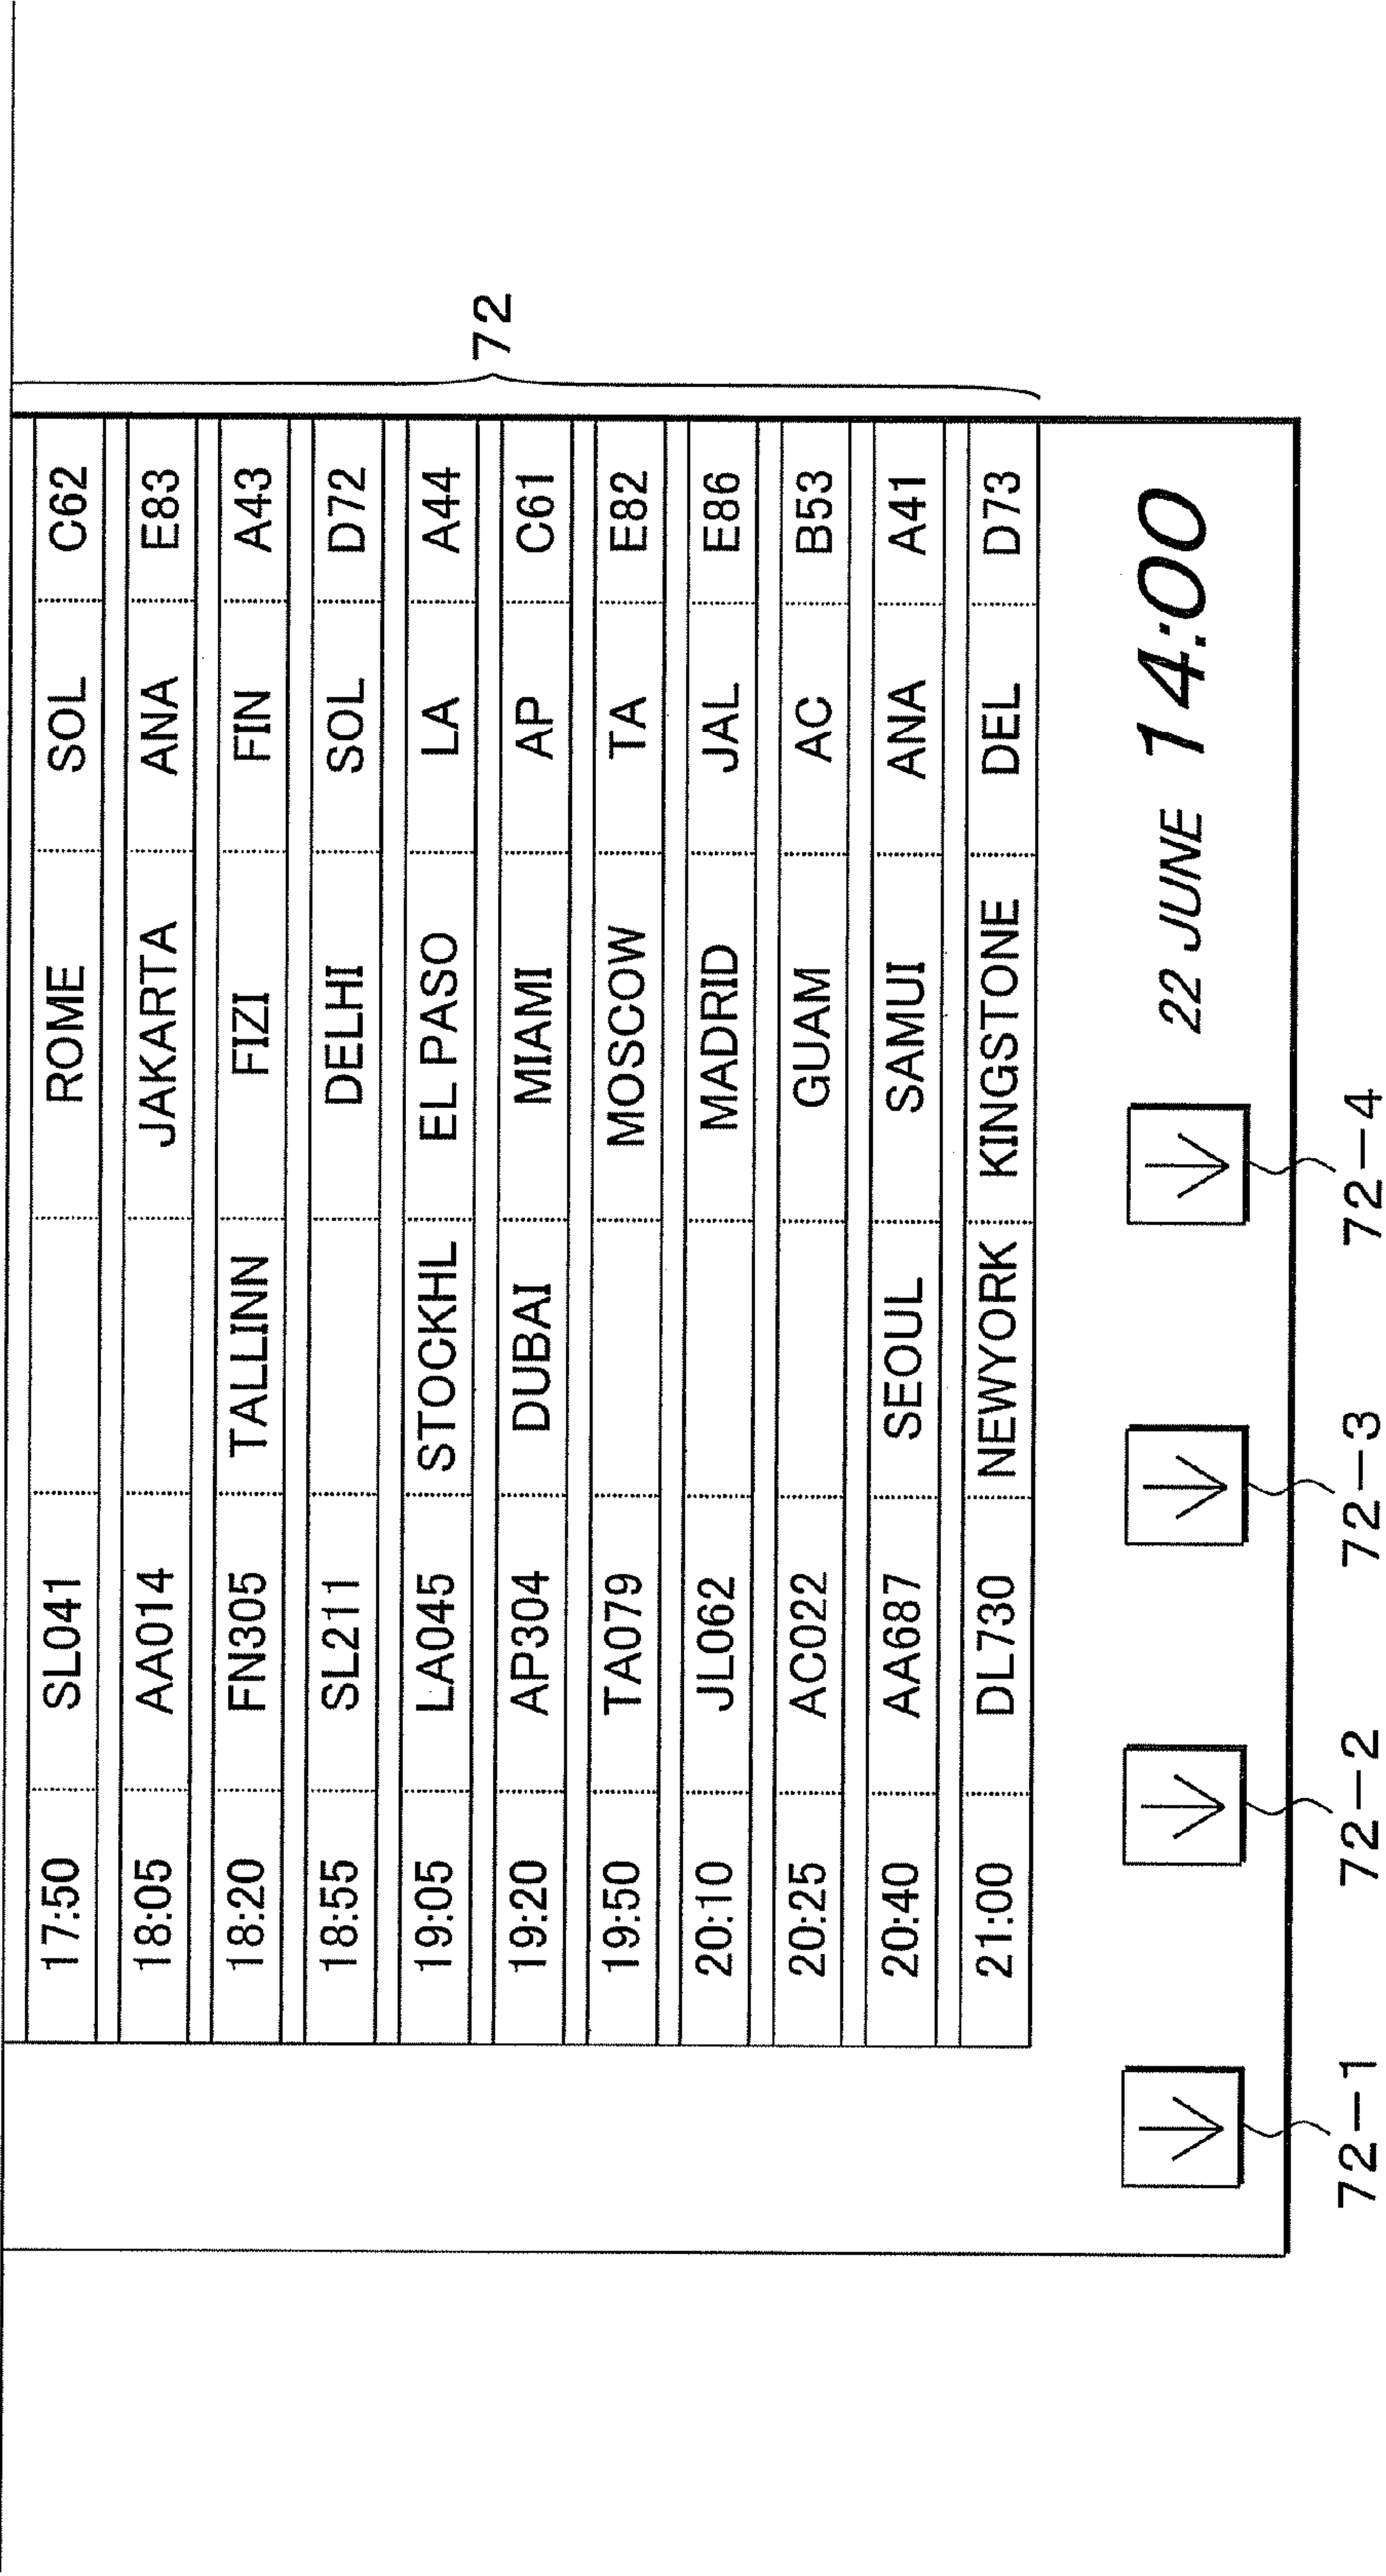 17:50 SL041 ROME SOL C62
18:05 AA014 JAKARTA ANA E83
18:20 FN305 TALLINN FIZI FIN A43
18:55 SL211 DELHI SOL D72
19:05 LA045 STOCKHL EL PASO LA A44
19:20 AP304 DUBAI MIAMI AP C61
19:50 TA079 MOSCOW TA E82
20:10 JL062 MADRID JAL E86
20:25 AC022 GUAM AC B53
20:40 AA687 SEOUL SAMUI ANA A41
21:00 DL730 NEWYORK KINGSTONE DEL D73
72
22 JUNE 14:00
72-1 72-2 72-3 72-4